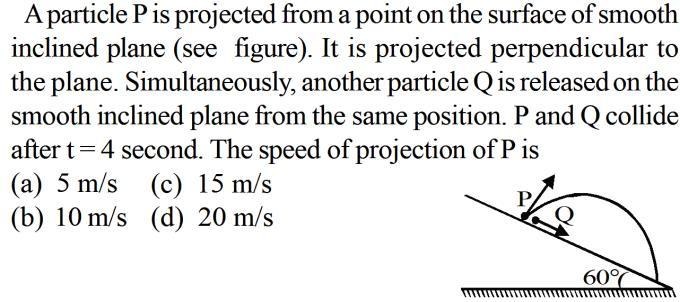 A particle P is projected from a point on the surface of smooth
inclined plane (see figure). It is projected perpendicular to
the plane. Simultaneously, another particle Q is released on the
smooth inclined plane from the same position. P and Q collide
after t = 4 second. The speed of projection of P is
(a) 5 m/s (c) 15 m/s
(b) 10 m/s (d) 20 m/s
P
Q
60°